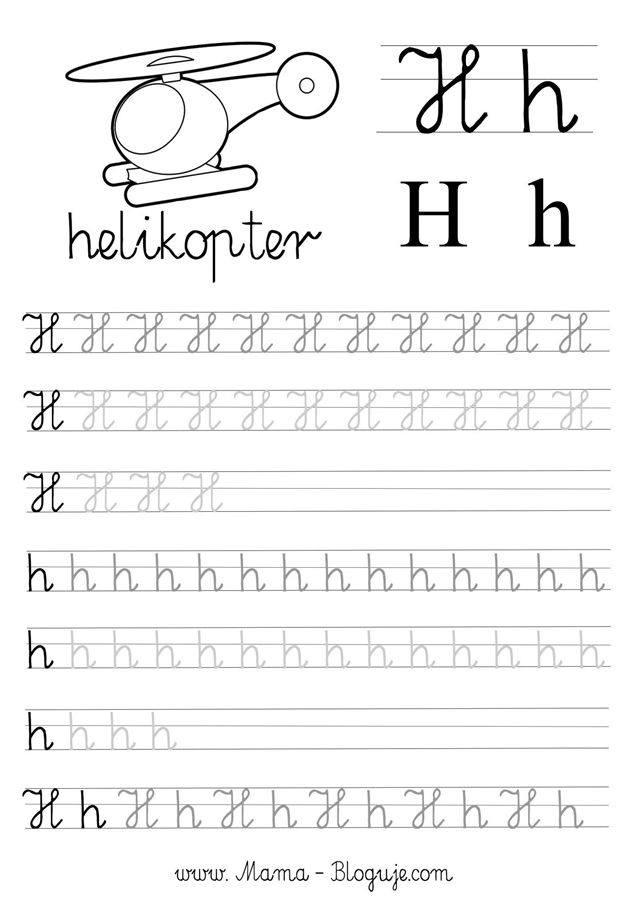 H h
H h
helikopter
H H H H H H H H H H H
H H H H H H H H H H H
H H H H
h h h h h h h h h h h h h h
h h h h h h h h h h h h h h
h h h h
H h H h H h H h H h H h
www. Mama - Bloguje.com